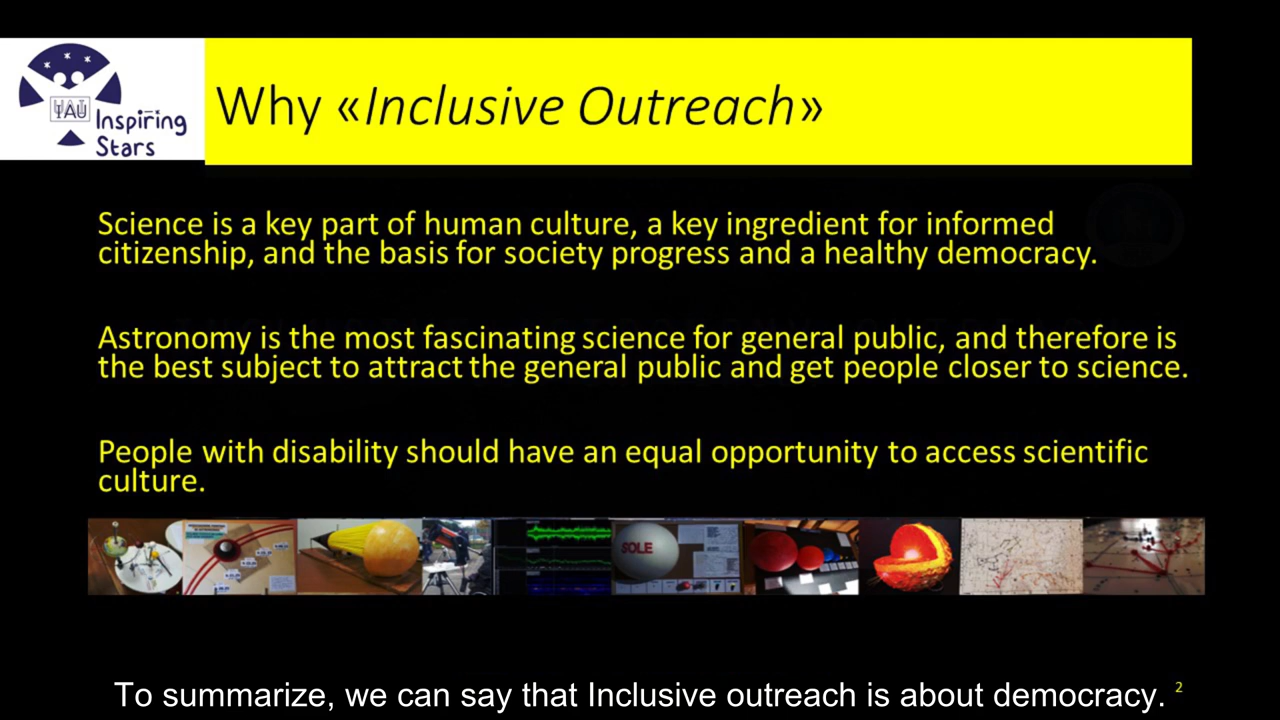 IAU
Inspiring
Stars
Why «Inclusive Outreach»
Science is a key part of human culture, a key ingredient for informed
citizenship, and the basis for society progress and a healthy democracy.
Astronomy is the most fascinating science for general public, and therefore is
the best subject to attract the general public and get people closer to science.
People with disability should have an equal opportunity to access scientific
culture.
SOLE
To summarize, we can say that Inclusive outreach is about democracy.
2